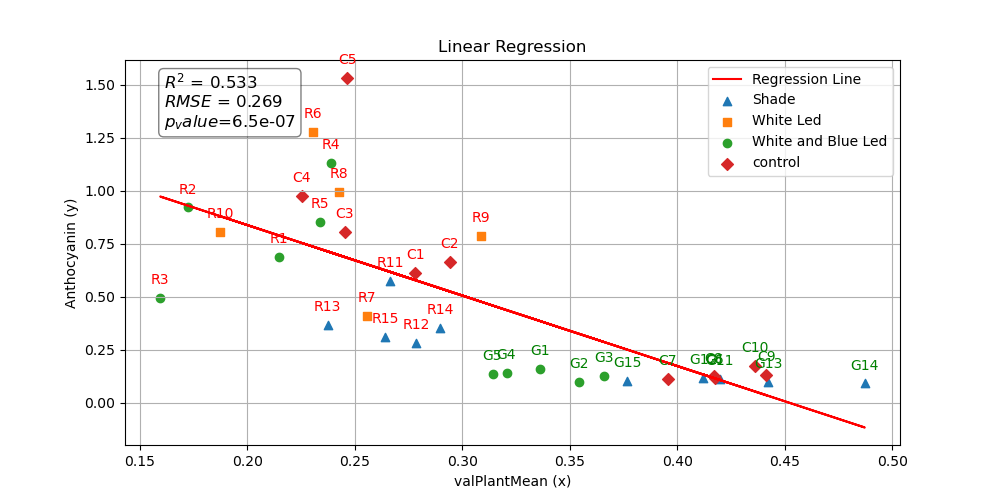 Linear Regression
R² = 0.533
RMSE = 0.269
pᵥalue=6.5e-07
Regression Line
Shade
White Led
White and Blue Led
control
C5
R6
R4
R8
C4
R2
R5
R10
C3
R9
R1
C2
C1
R11
R3
R7
R13
R14
R15
R12
G5
G4
G1
G2
G3
G15
C7
G11
C10
C9
G13
G14
1.50
1.25
1.00
0.75
0.50
0.25
0.00
Anthocyanin (y)
0.15 0.20 0.25 0.30 0.35 0.40 0.45 0.50
valPlantMean (x)